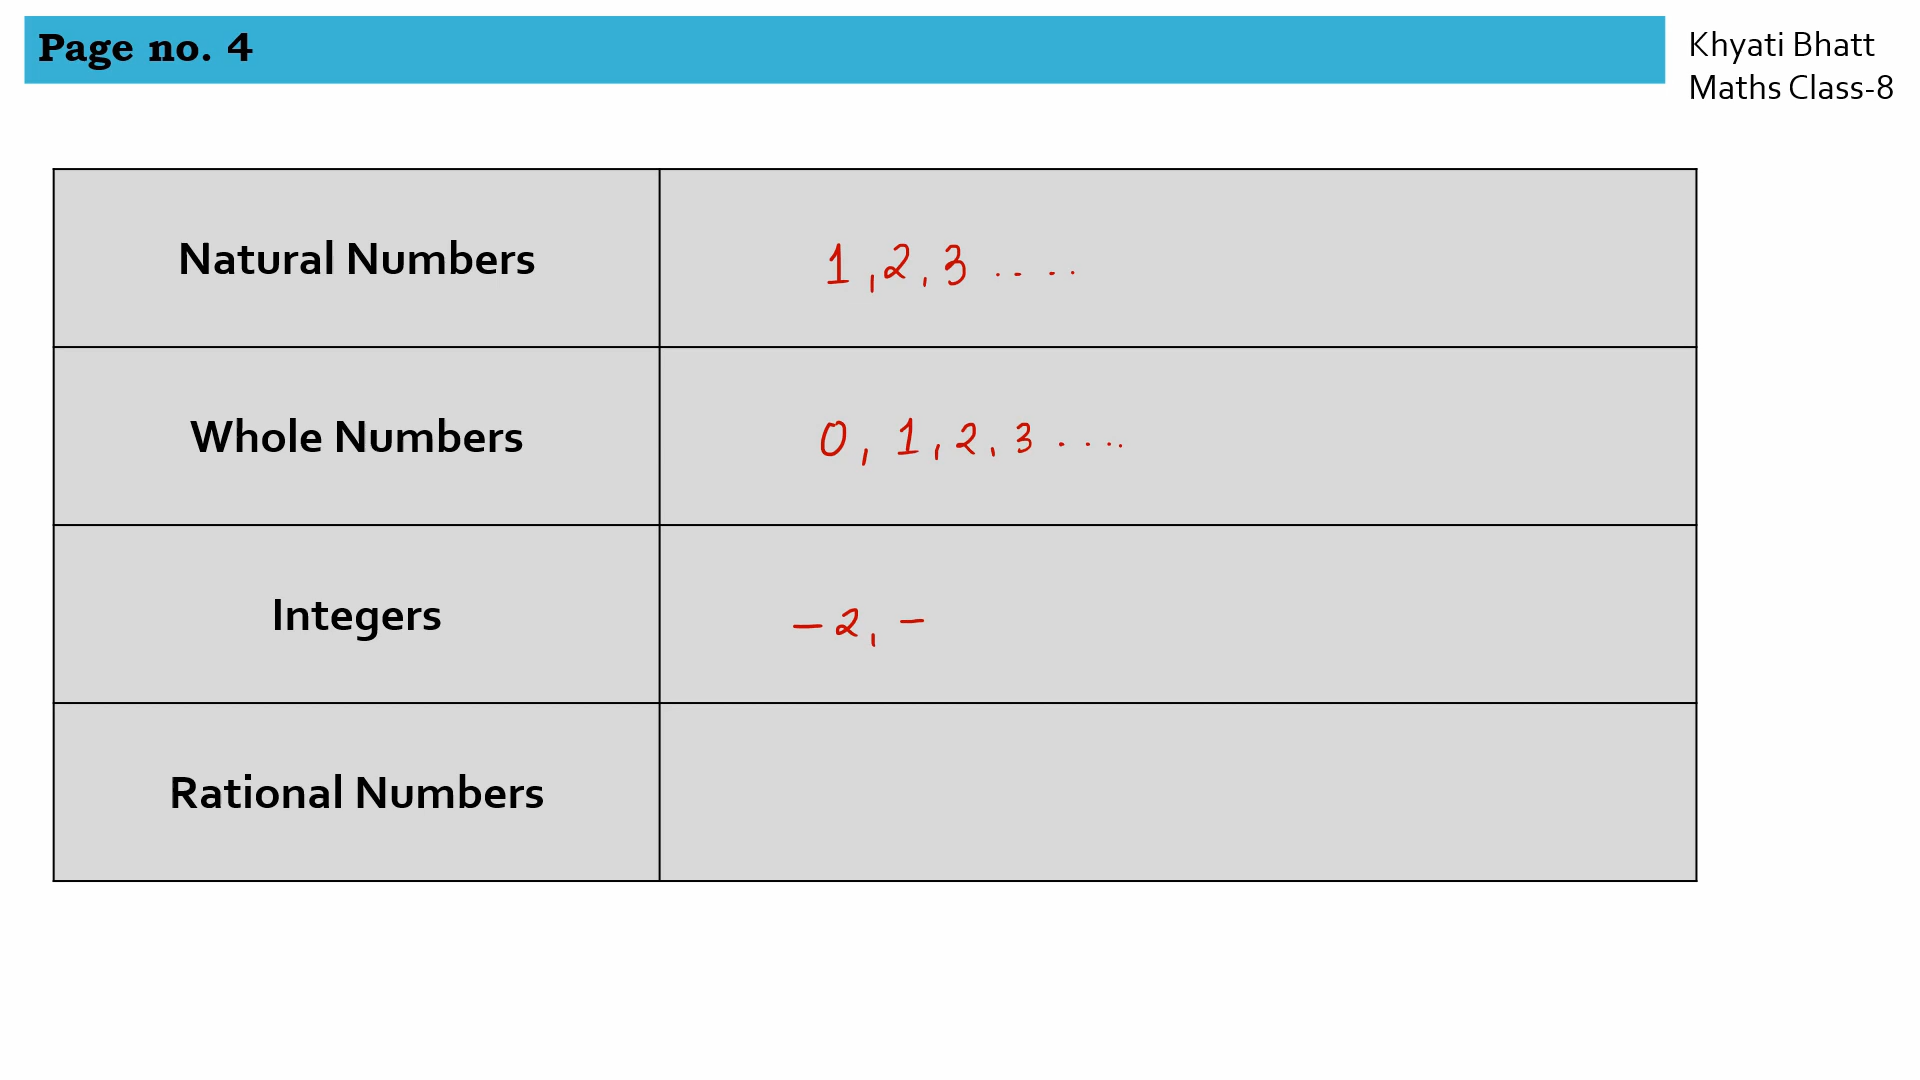 Page no. 4
Khyati Bhatt
Maths Class-8
Natural Numbers
1, 2, 3 ....
Whole Numbers
0, 1, 2, 3 ....
Integers
-2, -
Rational Numbers